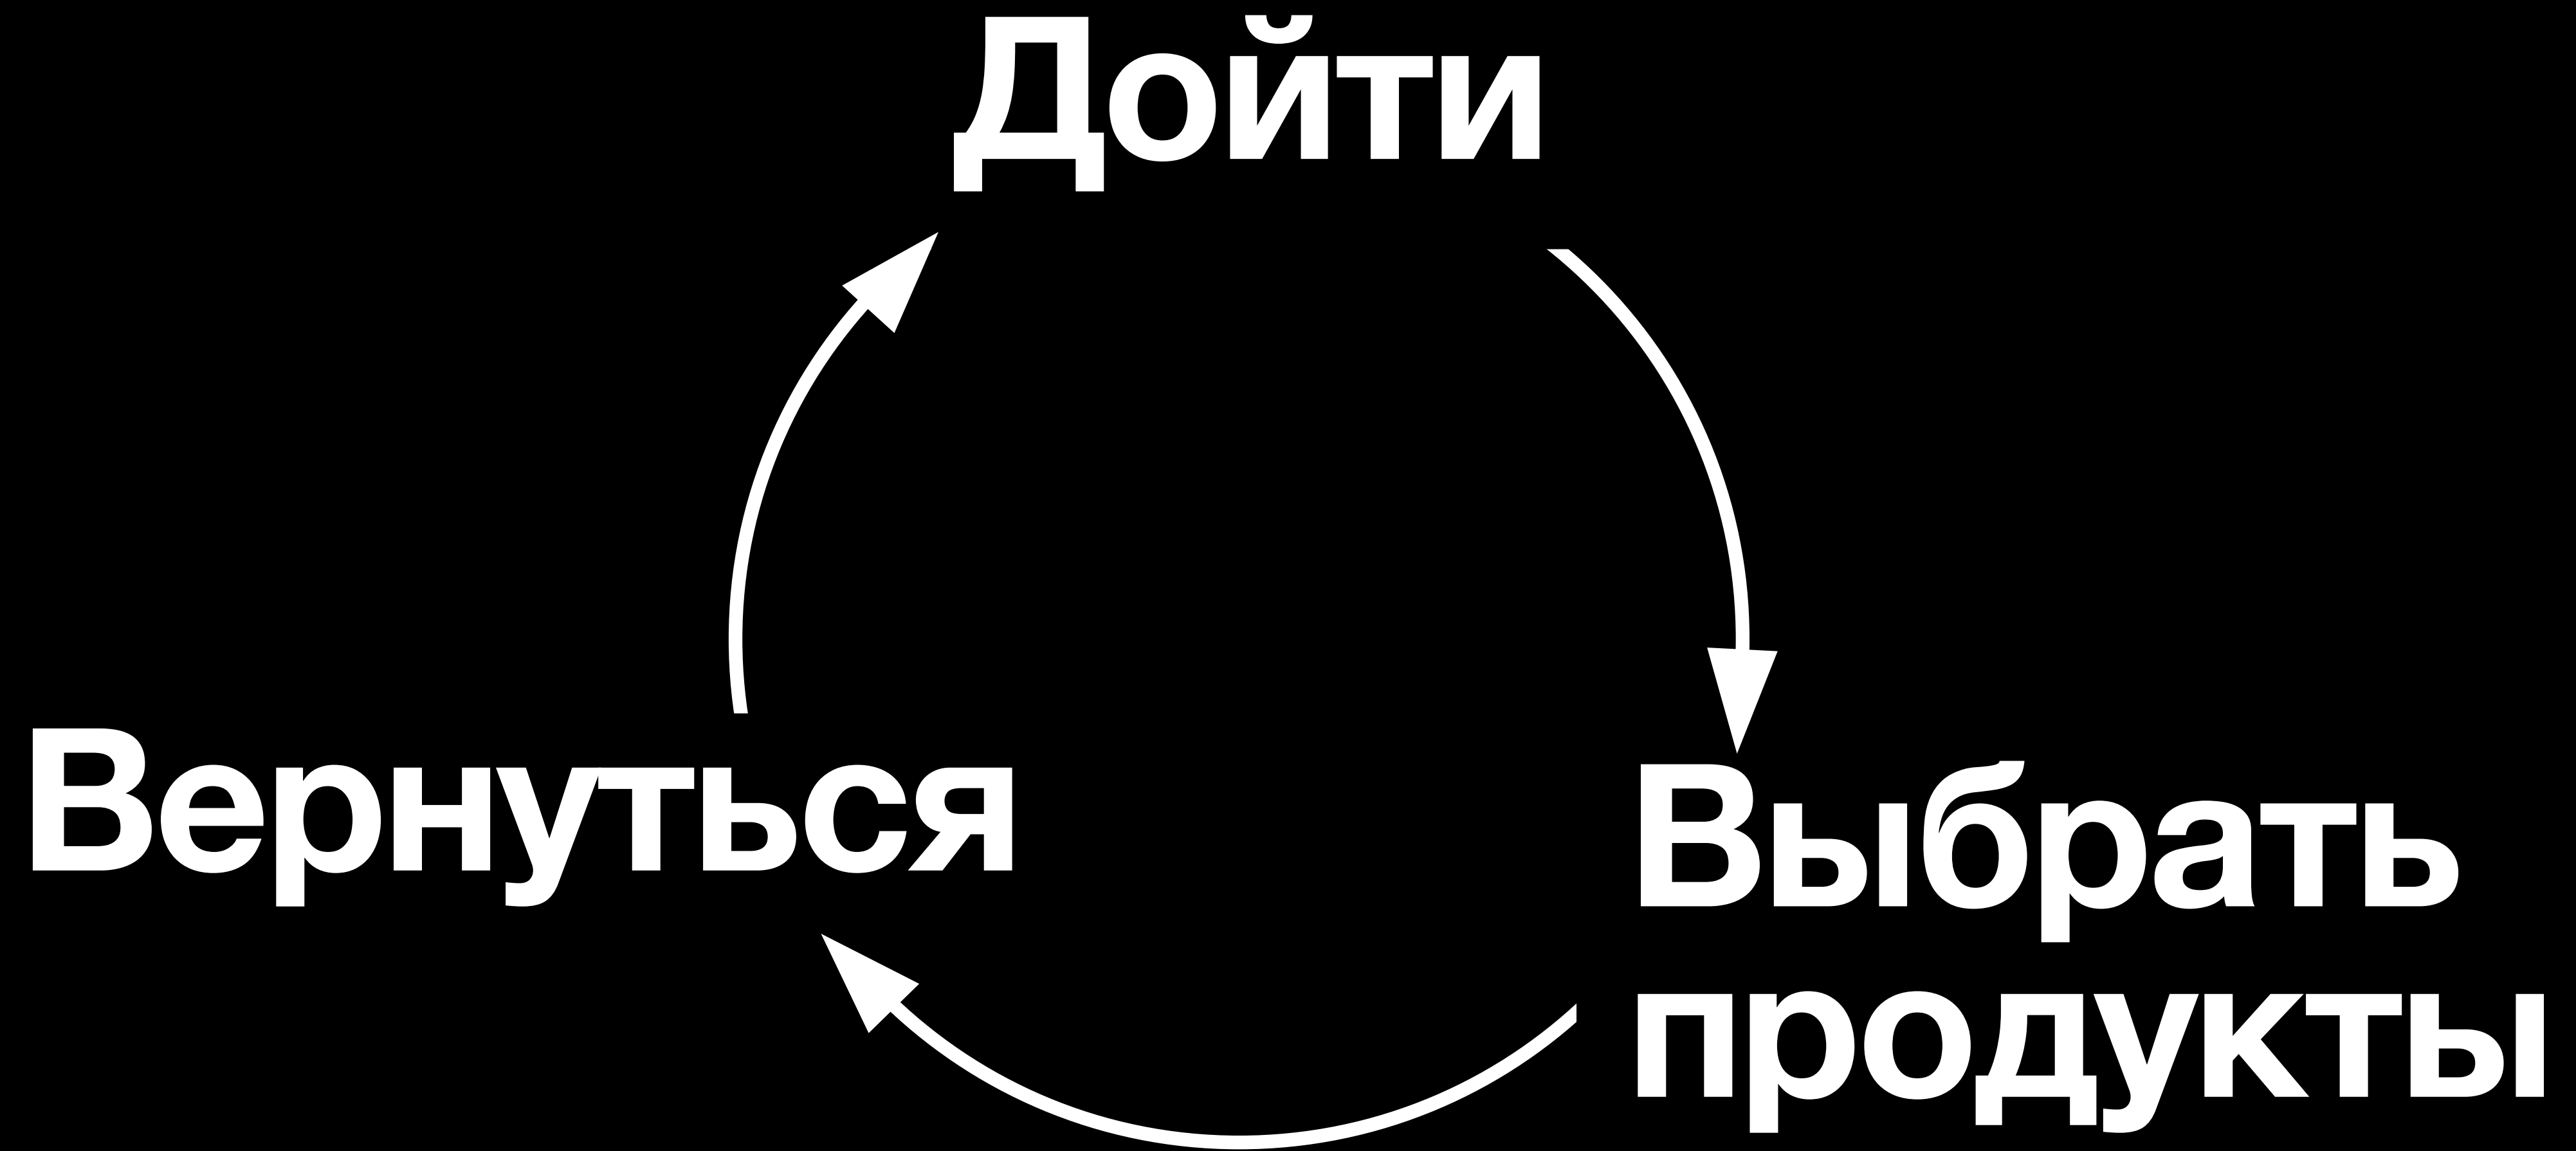 Дойти
Вернуться
Выбрать
продукты